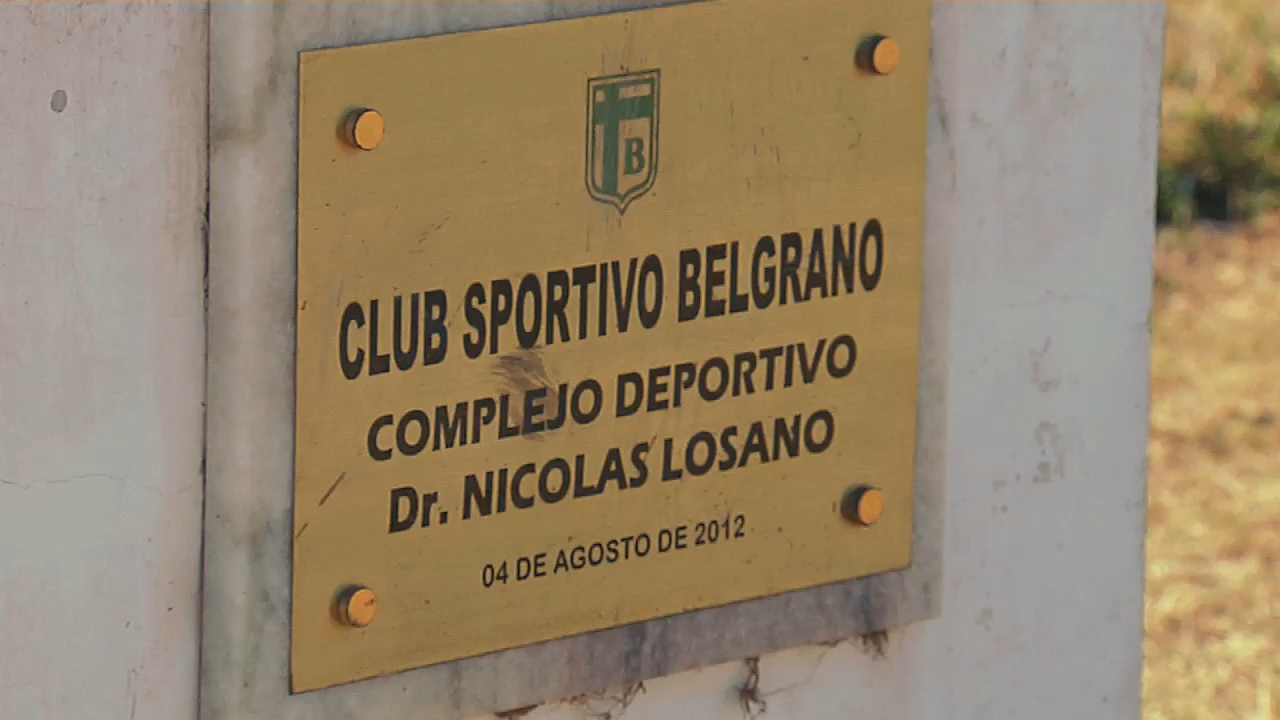 B
CLUB SPORTIVO BELGRANO
COMPLEJO DEPORTIVO
Dr. NICOLAS LOSANO
04 DE AGOSTO DE 2012